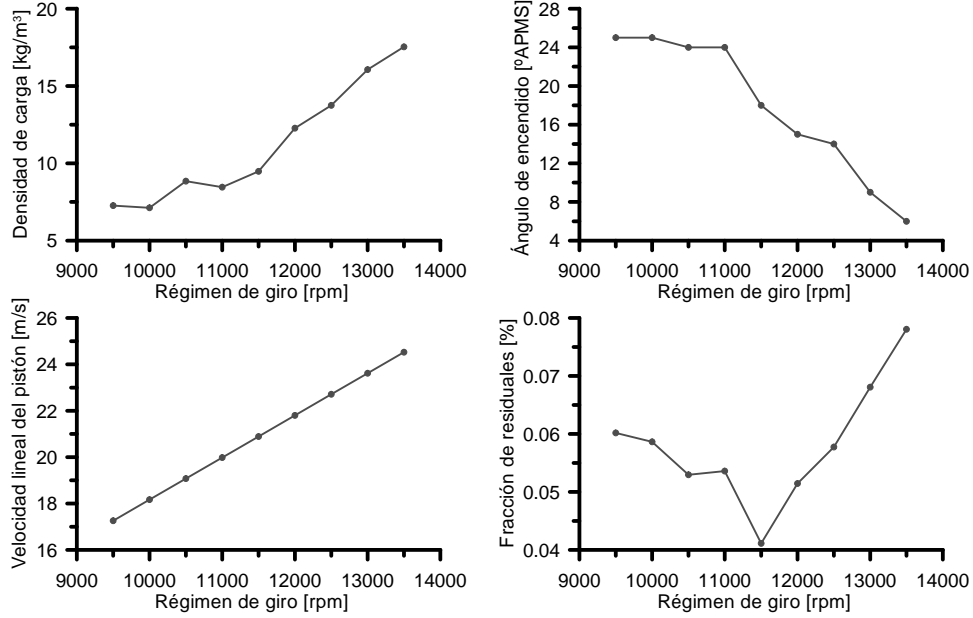 Densidad de carga [kg/m³]
20
15
10
5
9000 10000 11000 12000 13000 14000
Régimen de giro [rpm]
Ángulo de encendido [ºAPMS]
28
24
20
16
12
8
4
9000 10000 11000 12000 13000 14000
Régimen de giro [rpm]
Velocidad lineal del pistón [m/s]
26
24
22
20
18
16
9000 10000 11000 12000 13000 14000
Régimen de giro [rpm]
Fracción de residuales [%]
0.08
0.07
0.06
0.05
0.04
9000 10000 11000 12000 13000 14000
Régimen de giro [rpm]